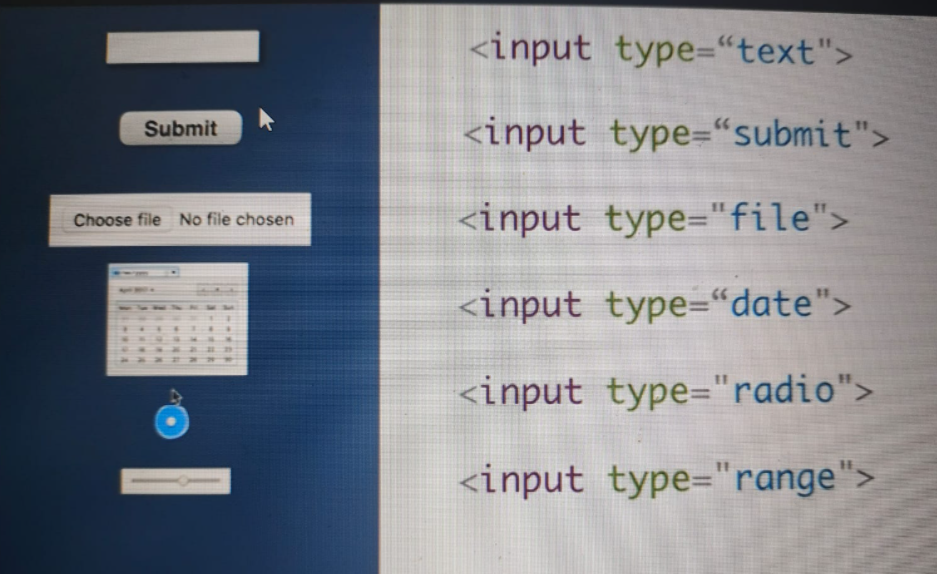 <input type=“text">
Submit
<input type=“submit">
Choose file No file chosen
<input type="file">
<input type=“date">
<input type="radio">
<input type="range">